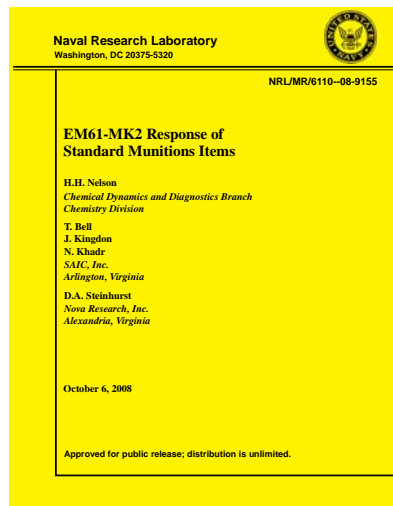 Naval Research Laboratory
Washington, DC 20375-5320
NRL/MR/6110--08-9155
EM61-MK2 Response of
Standard Munitions Items
H.H. Nelson
Chemical Dynamics and Diagnostics Branch
Chemistry Division
T. Bell
J. Kingdon
N. Khadr
SAIC, Inc.
Arlington, Virginia
D.A. Steinhurst
Nova Research, Inc.
Alexandria, Virginia
October 6, 2008
Approved for public release; distribution is unlimited.